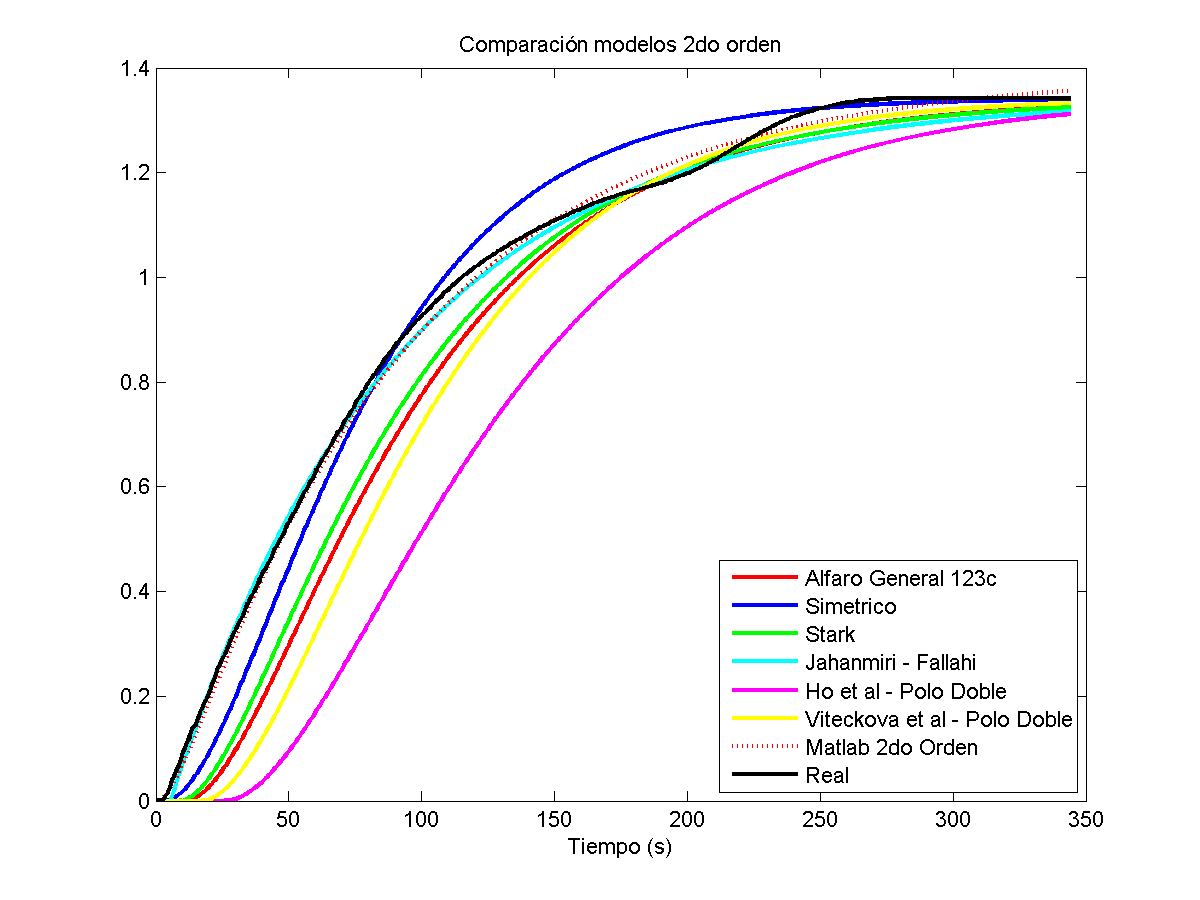 Comparación modelos 2do orden
1.4
1.2
1
0.8
0.6
0.4
0.2
0
0 50 100 150 200 250 300 350
Tiempo (s)
Alfaro General 123c
Simetrico
Stark
Jahanmiri - Fallahi
Ho et al - Polo Doble
Viteckova et al - Polo Doble
Matlab 2do Orden
Real